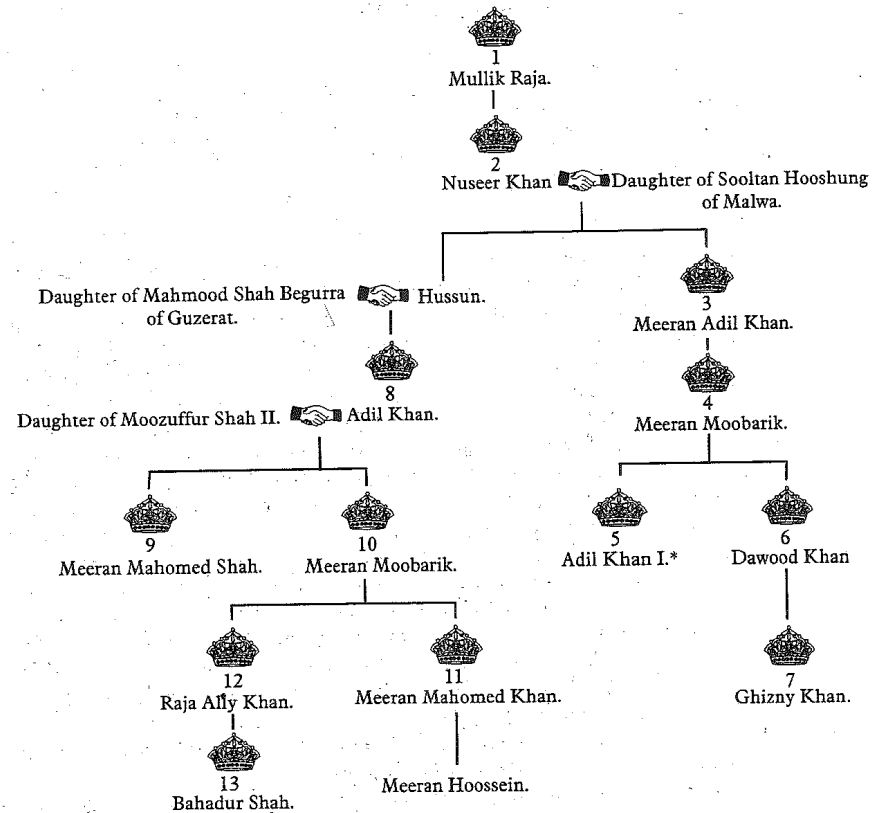 1
Mullik Raja.
2
Nuseer Khan
Daughter of Sooltan Hooshung
of Malwa.
Daughter of Mahmood Shah Begurra
of Guzerat.
Hussun.
3
Meeran Adil Khan.
8
Daughter of Moozuffur Shah II.
Adil Khan.
4
Meeran Moobarik.
9
Meeran Mahomed Shah.
10
Meeran Moobarik.
5
Adil Khan I.*
6
Dawood Khan
12
Raja Ally Khan.
11
Meeran Mahomed Khan.
7
Ghizny Khan.
13
Bahadur Shah.
Meeran Hoossein.